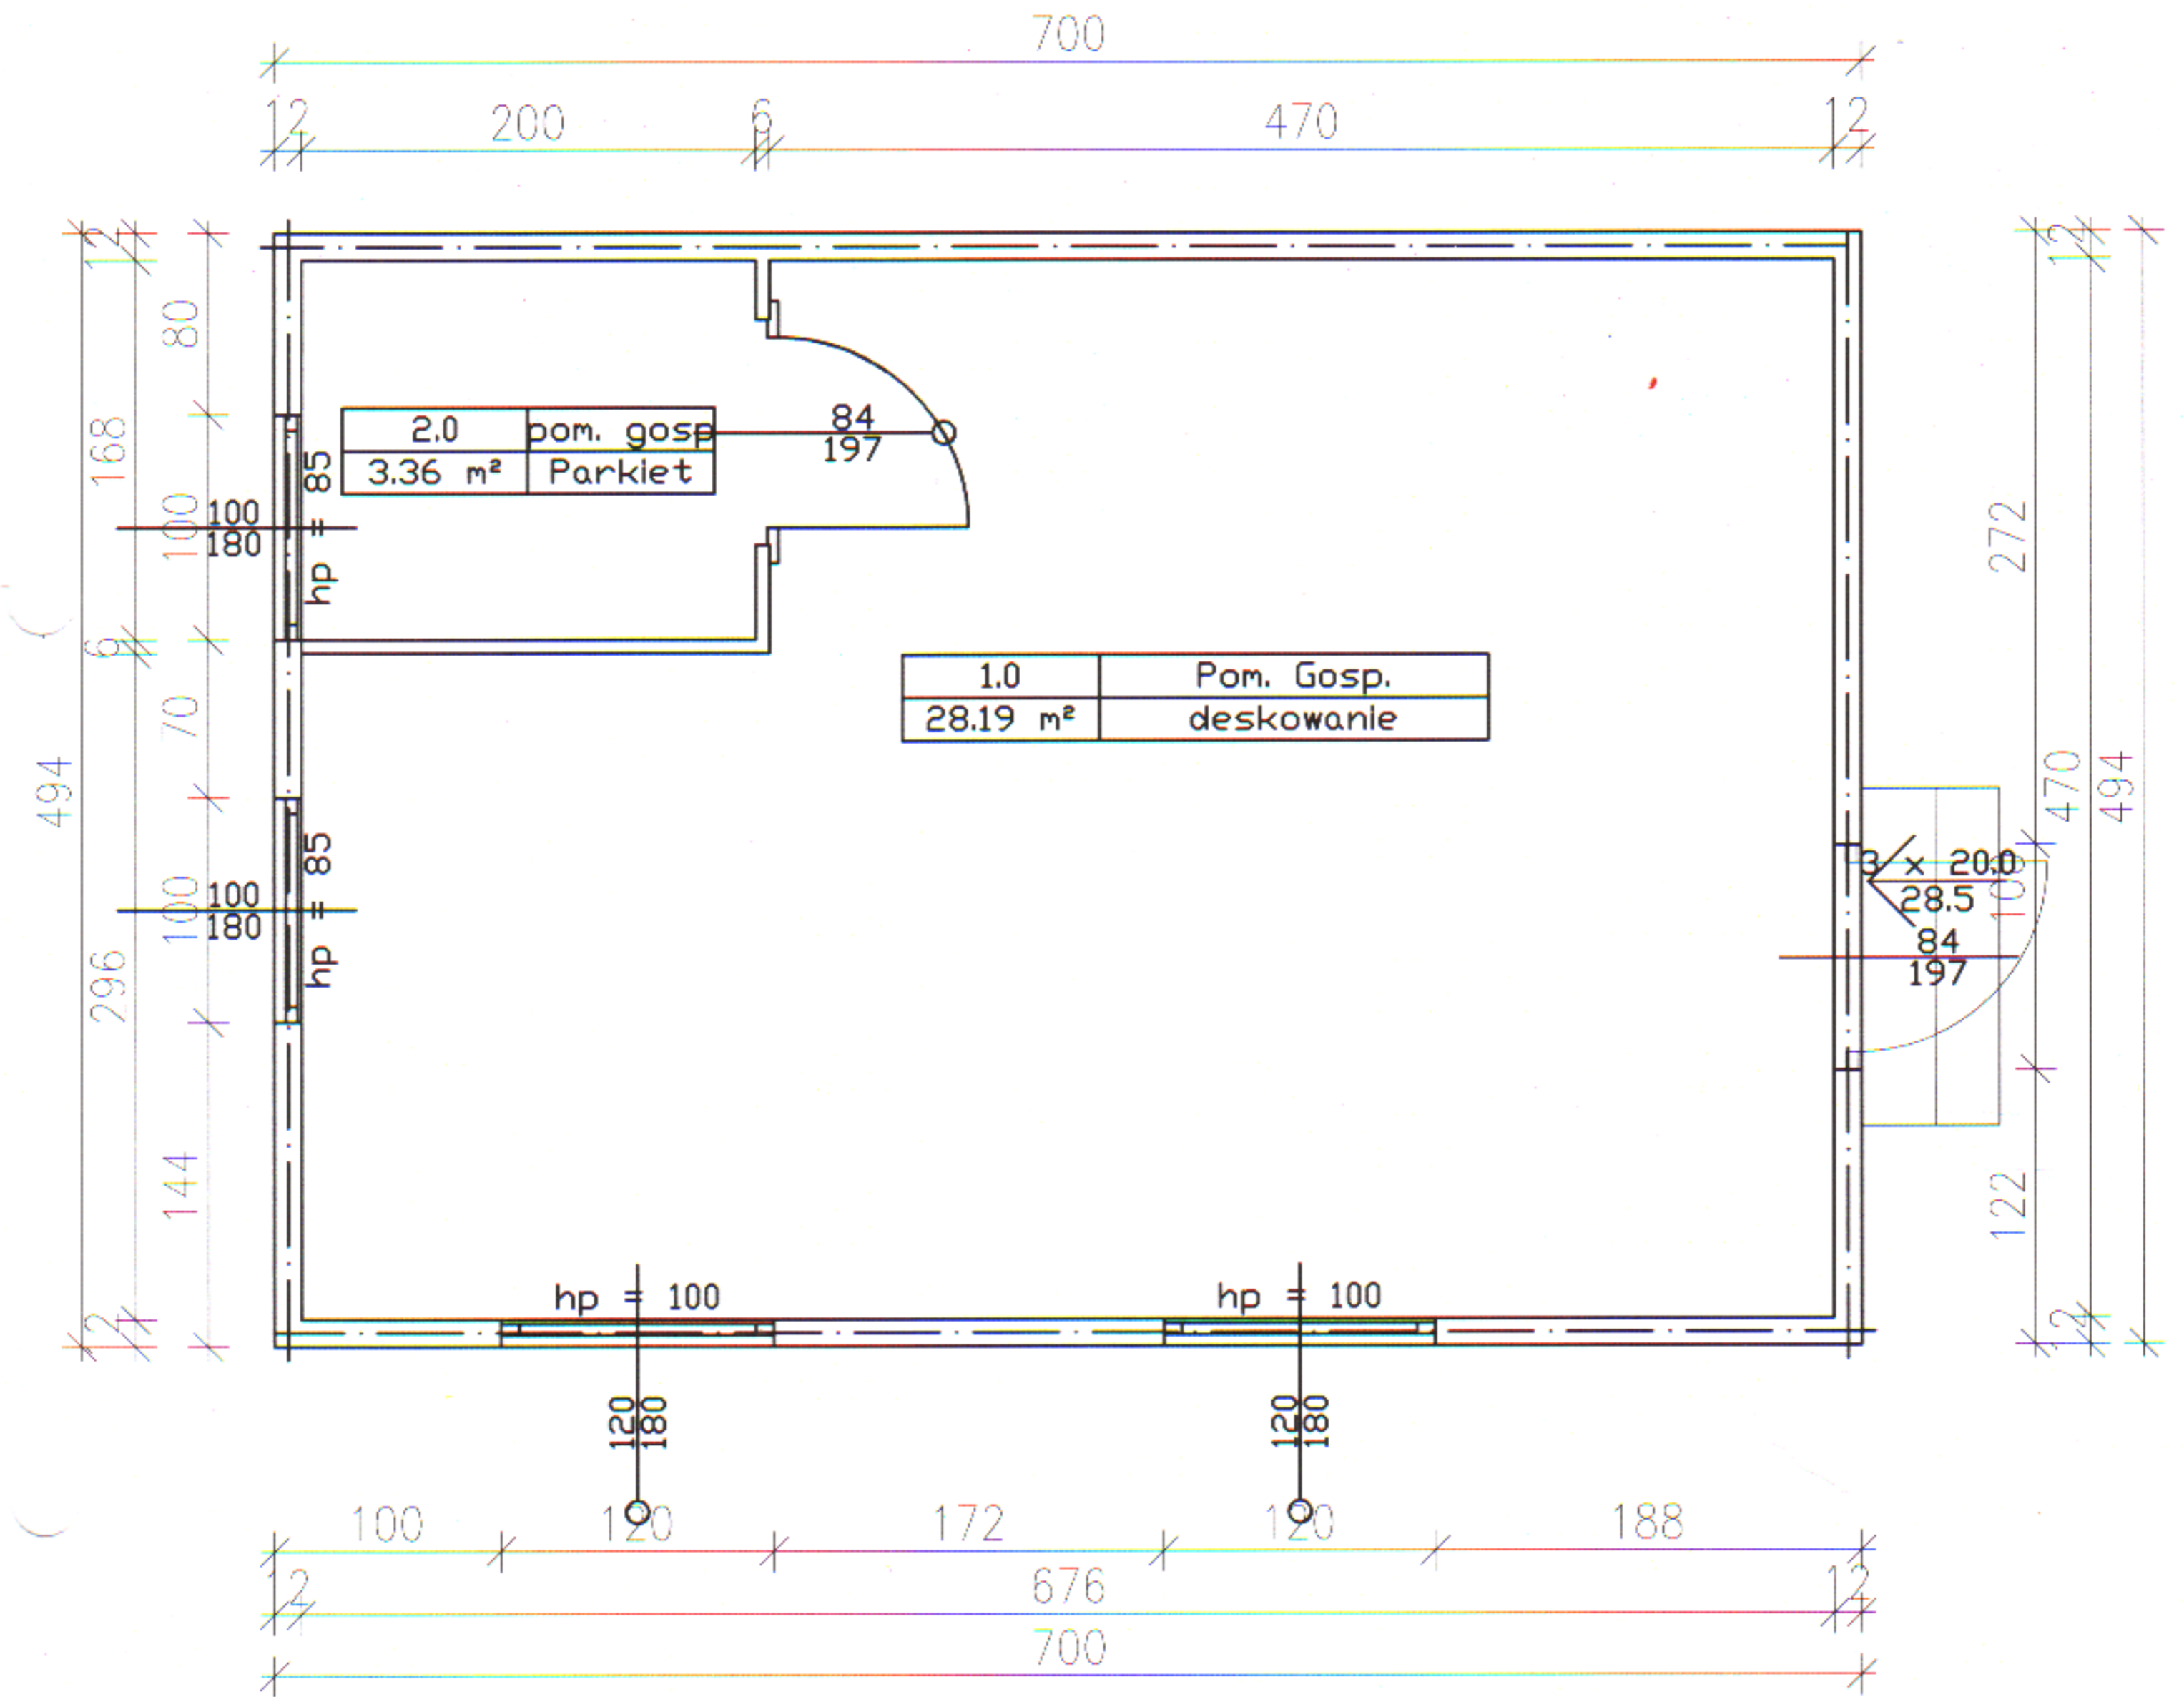 700
12 200 6 470 12
2.0 pom. gosp
3.36 m² Parkiet
84
197
1.0 Pom. Gosp.
28.19 m² deskowanie
12
168
6
296
12
494
80
100
70
100
144
100
180
hp = 85
100
180
hp = 85
272
100
122
12
470
12
494
3 x 20.0
28.5
84
197
hp = 100
hp = 100
120
180
120
180
100 120 172 120 188
12 676 12
700